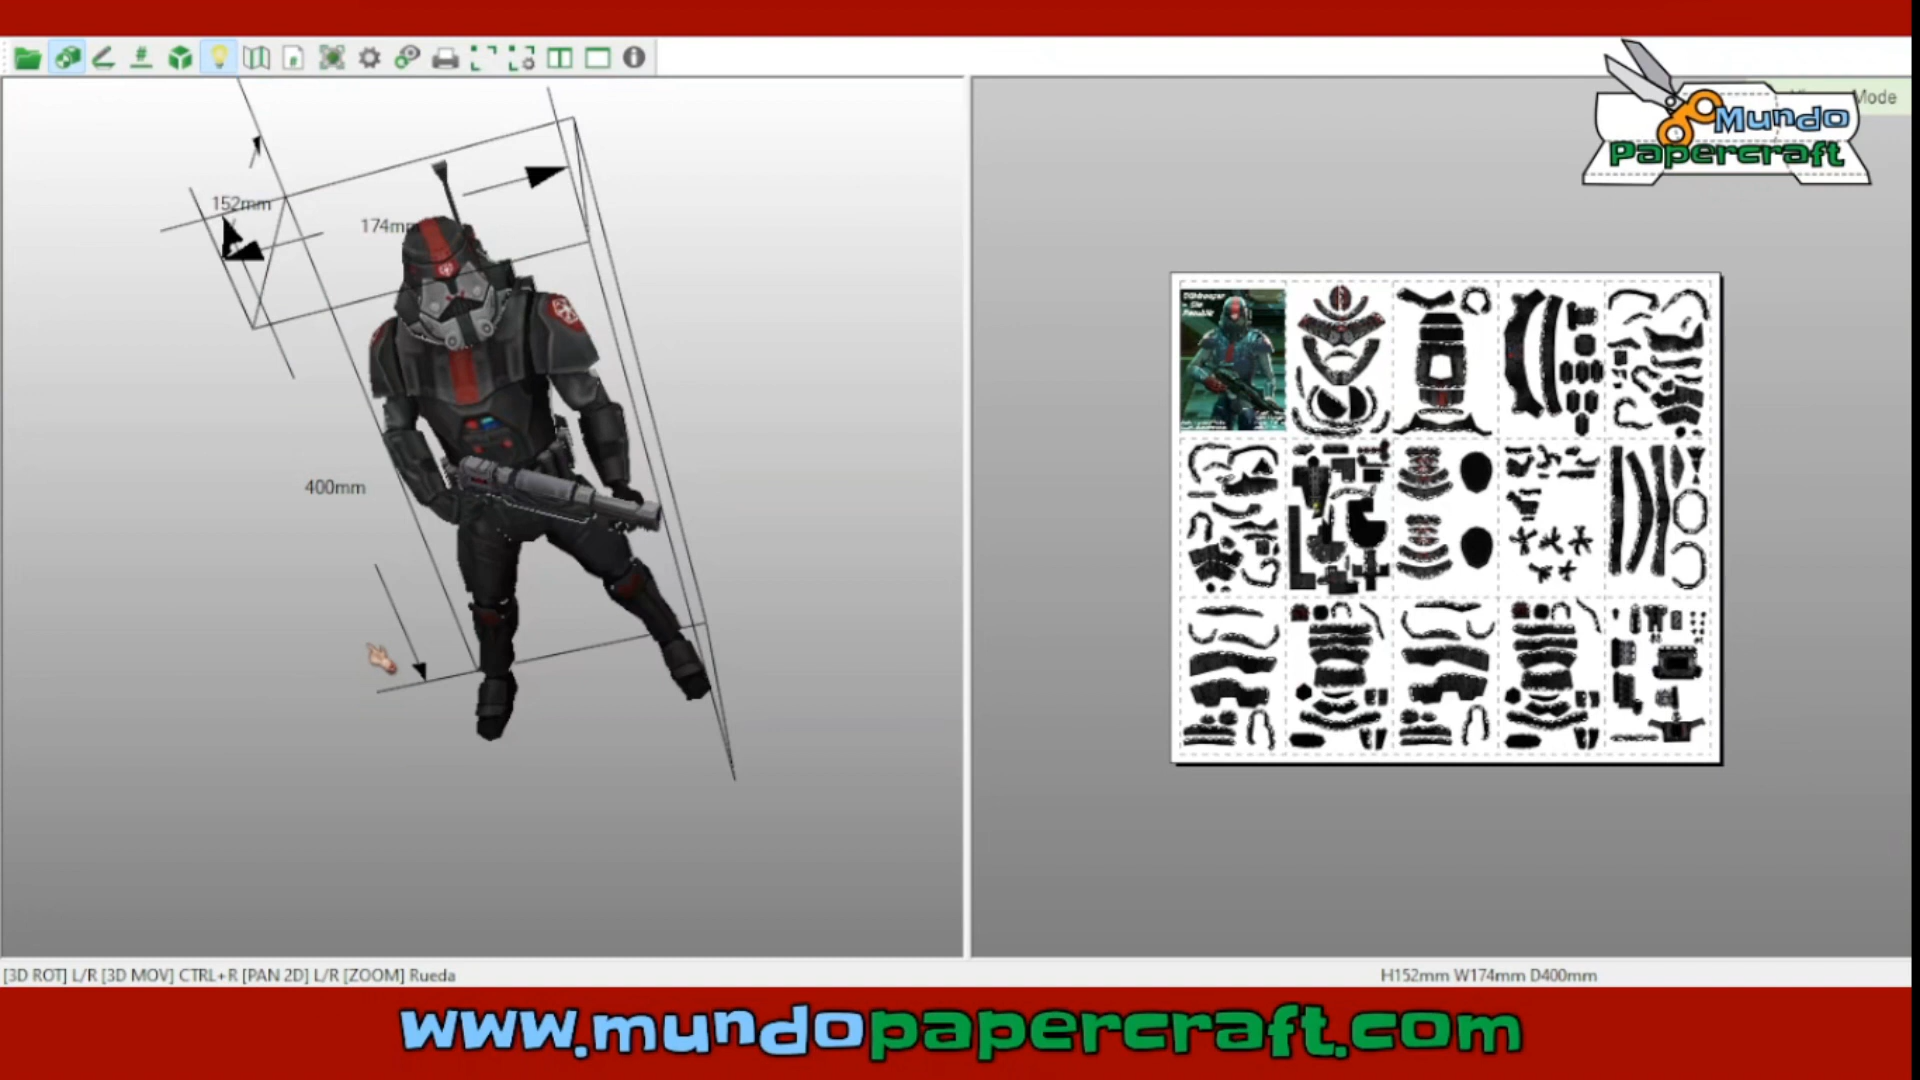 Mode
Mundo
Papercraft
152mm
174mm
400mm
[3D ROT] L/R [3D MOV] CTRL+R [PAN 2D] L/R [ZOOM] Rueda
H152mm W174mm D400mm
www.mundopapercraft.com